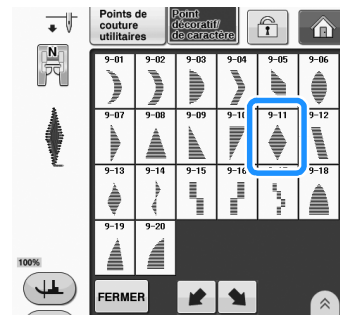 Points de
couture
utilitaires
Point
décoratif/
de caractère
N
9-01 9-02 9-03 9-04 9-05 9-06
9-07 9-08 9-09 9-10 9-11 9-12
9-13 9-14 9-15 9-16 9-18
9-19 9-20
100%
FERMER